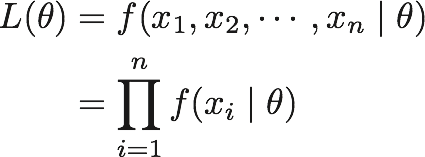 L(θ) = f(x₁, x₂, ⋯ , xₙ | θ)
= ∏ᵢ₌₁ⁿ f(xᵢ | θ)